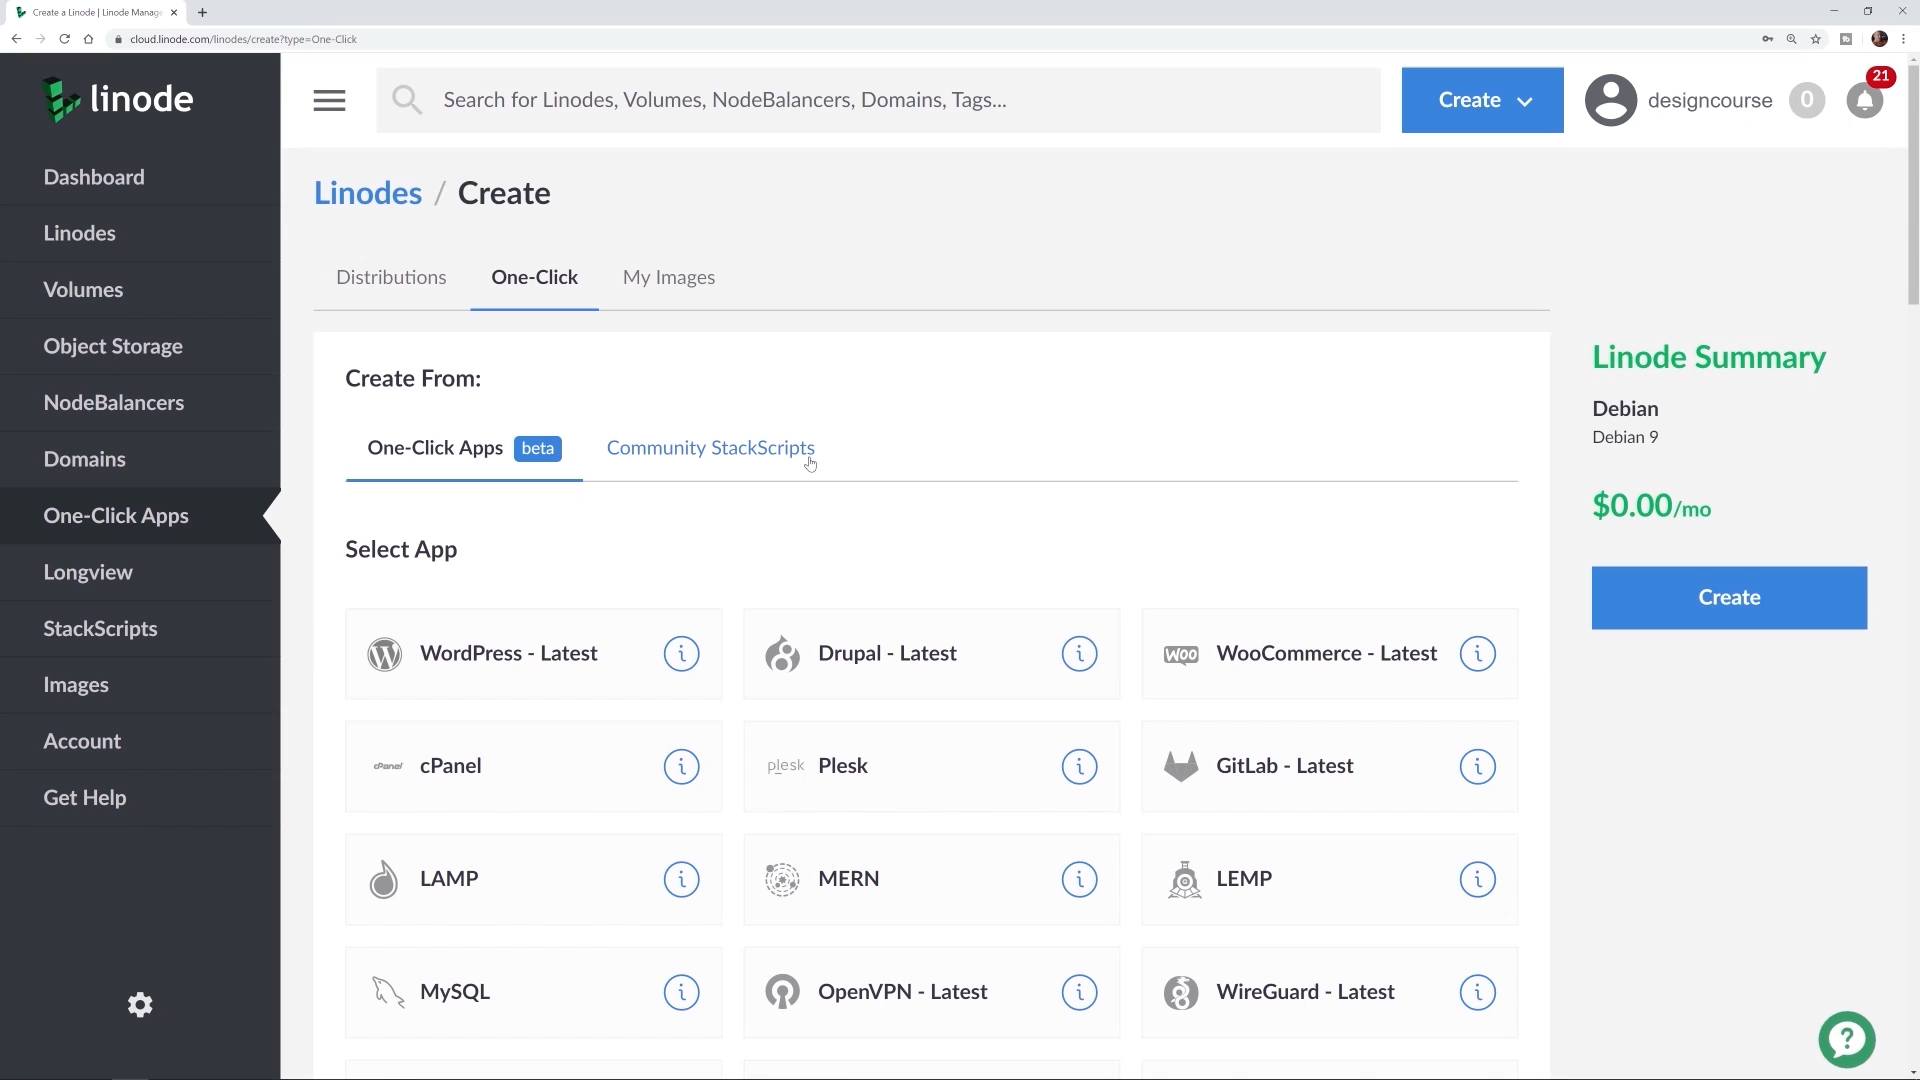 Create a Linode | Linode Manag
cloud.linode.com/linodes/create?type=One-Click
linode
Search for Linodes, Volumes, NodeBalancers, Domains, Tags...
Create
designcourse
0
21
Dashboard
Linodes
Volumes
Object Storage
NodeBalancers
Domains
One-Click Apps
Longview
StackScripts
Images
Account
Get Help
Linodes / Create
Distributions
One-Click
My Images
Create From:
One-Click Apps beta
Community StackScripts
Select App
WordPress - Latest
Drupal - Latest
WOO WooCommerce - Latest
cPanel cPanel
plesk Plesk
GitLab - Latest
LAMP
MERN
LEMP
MySQL
OpenVPN - Latest
WireGuard - Latest
Linode Summary
Debian
Debian 9
$0.00/mo
Create